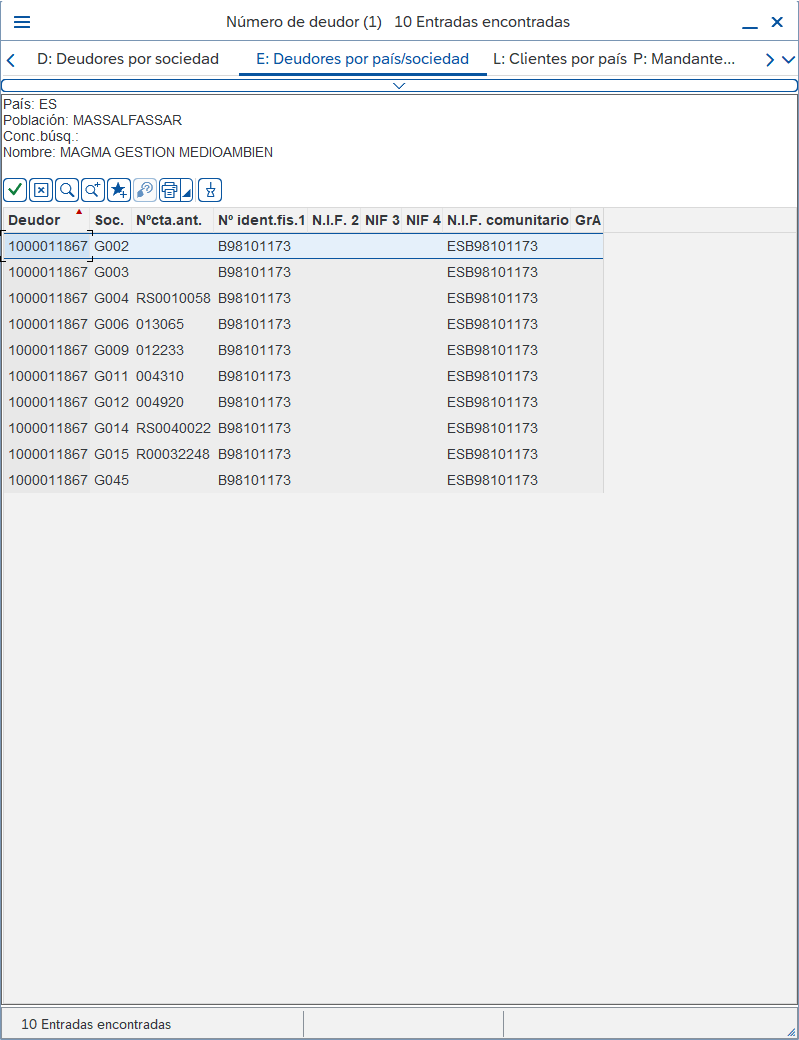 Número de deudor (1)   10 Entradas encontradas
D: Deudores por sociedad   E: Deudores por país/sociedad   L: Clientes por país   P: Mandante...
País: ES
Población: MASSALFASSAR
Conc.búsq.:
Nombre: MAGMA GESTION MEDIOAMBIEN
Deudor   Soc.   Nºcta.ant.   Nº ident.fis.1   N.I.F. 2   NIF 3   NIF 4   N.I.F. comunitario   GrA
1000011867   G002   B98101173   ESB98101173
1000011867   G003   B98101173   ESB98101173
1000011867   G004   RS0010058   B98101173   ESB98101173
1000011867   G006   013065   B98101173   ESB98101173
1000011867   G009   012233   B98101173   ESB98101173
1000011867   G011   004310   B98101173   ESB98101173
1000011867   G012   004920   B98101173   ESB98101173
1000011867   G014   RS0040022   B98101173   ESB98101173
1000011867   G015   R00032248   B98101173   ESB98101173
1000011867   G045   B98101173   ESB98101173
10 Entradas encontradas